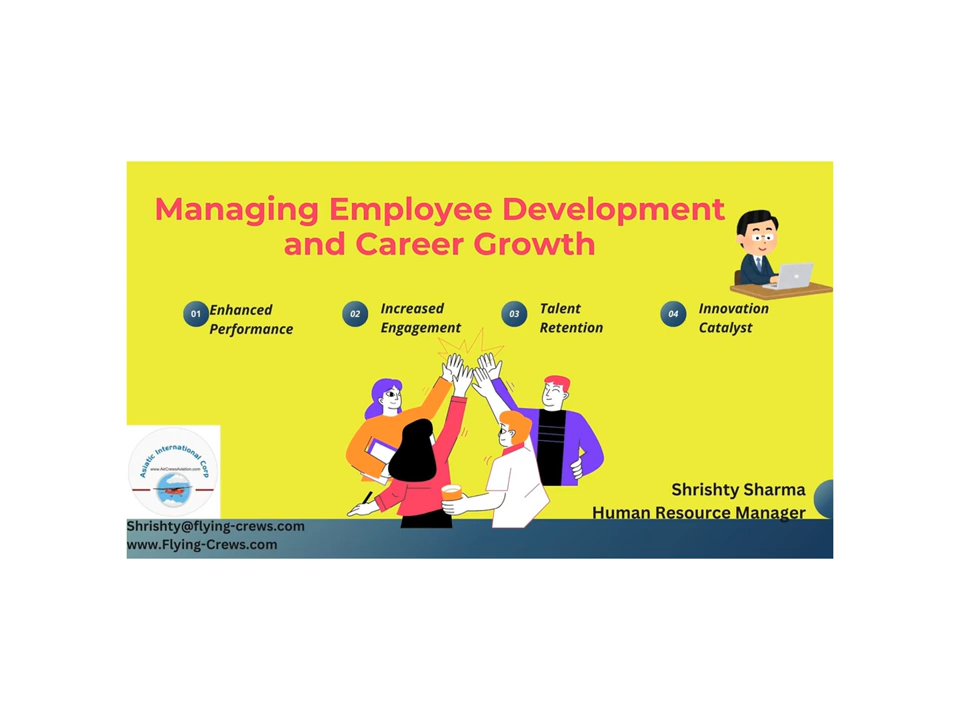 Managing Employee Development
and Career Growth
01 Enhanced
Performance
02 Increased
Engagement
03 Talent
Retention
04 Innovation
Catalyst
Asiatic International Corp
www.AirCrewsAviation.com
Shrishty Sharma
Human Resource Manager
Shrishty@flying-crews.com
www.Flying-Crews.com